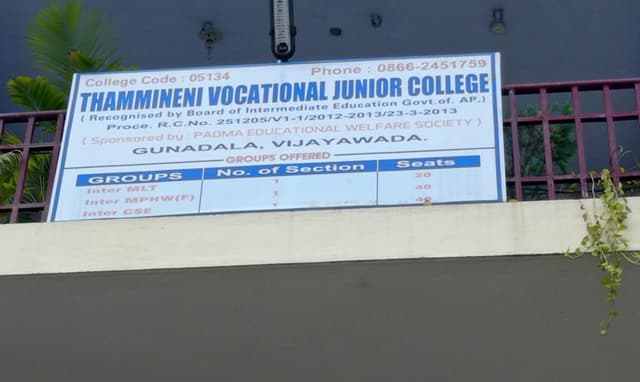 College Code : 05134 Phone : 0866-2451759
THAMMINENI VOCATIONAL JUNIOR COLLEGE
( Recognised by Board of Intermediate Education Govt.of. AP.)
Proce. R.C.No. 251205/V1-1/2012-2013/23-3-2013
( Sponsored by : PADMA EDUCATIONAL WELFARE SOCIETY )
GUNADALA, VIJAYAWADA.
GROUPS OFFERED
GROUPS No. of Section Seats
Inter MLT 1 20
Inter MPHW(F) 1 40
Inter CSE 1 40